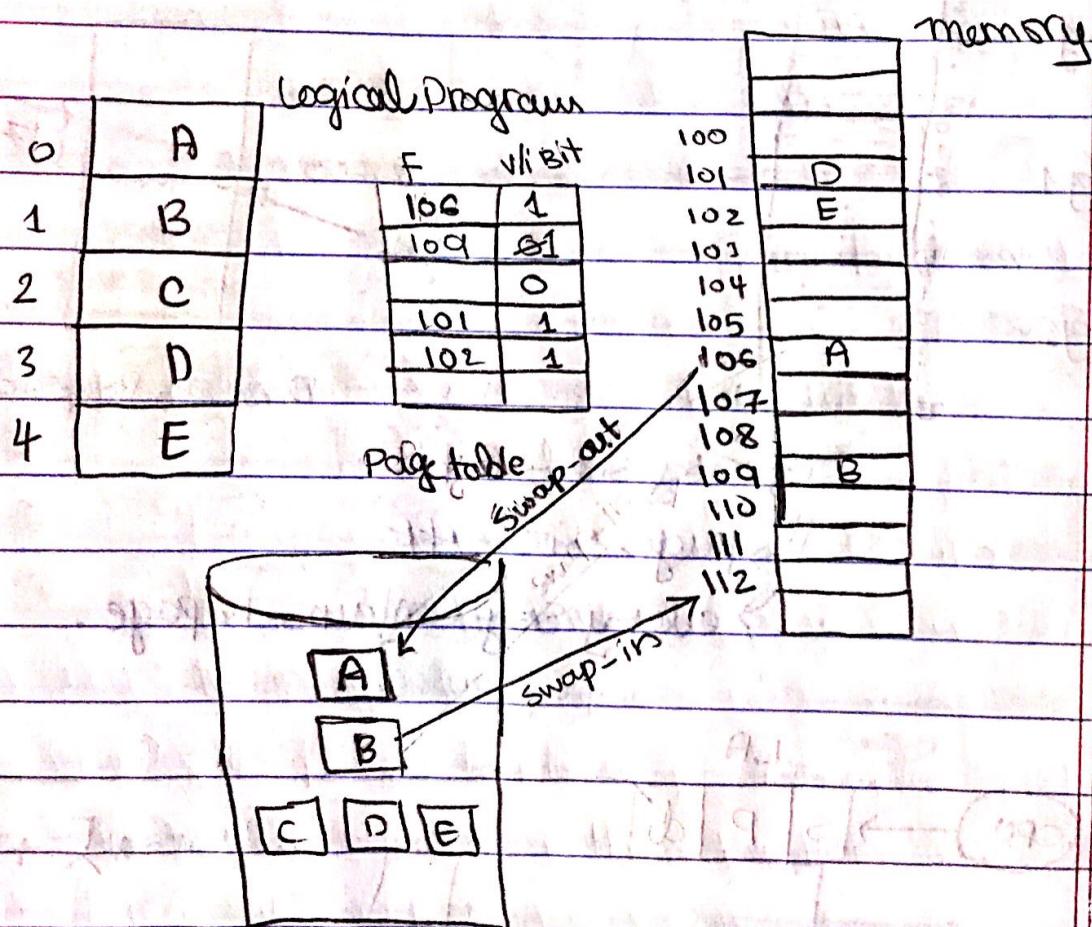 memory
Logical Program
0 A
1 B
2 C
3 D
4 E
F V/i Bit
106 1
109 01
0
101 1
102 1
Page table
100
101 D
102 E
103
104
105
106 A
107
108
109 B
110
111
112
Swap-out
Swap-in
A
B
C D E